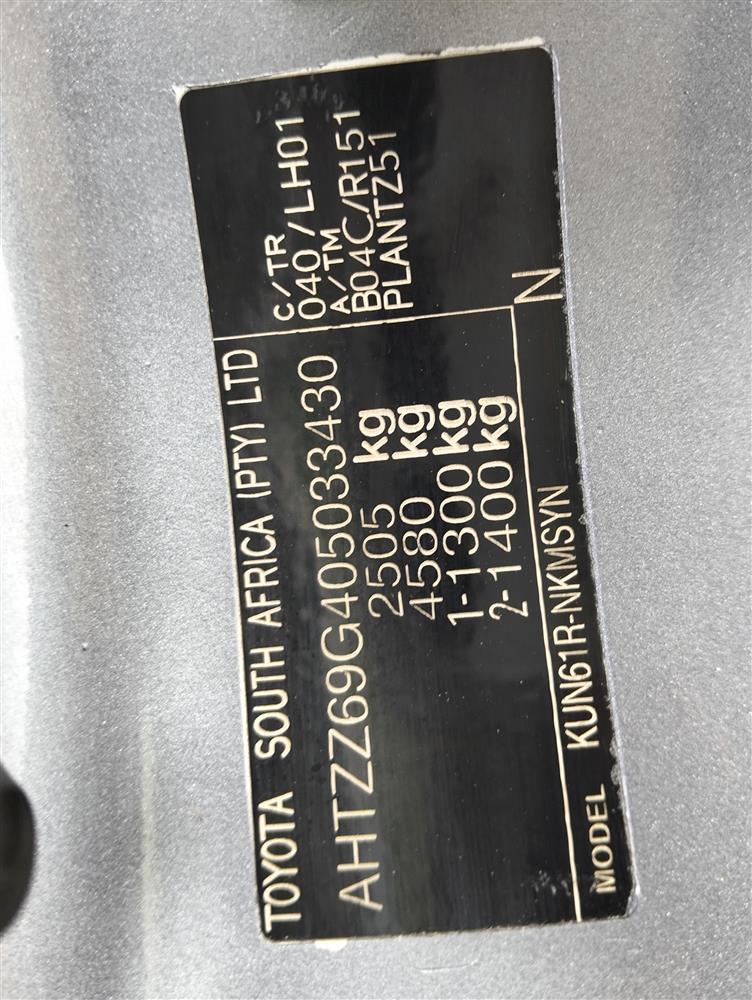 TOYOTA SOUTH AFRICA (PTY) LTD
AHTZZ69G405033430
2505 kg
4580 kg
1-1300 kg
2-1400 kg
C/TR
040/LH01
A/TM
B04C/R151
PLANTZ51
N
MODEL KUN61R-NKMSYN